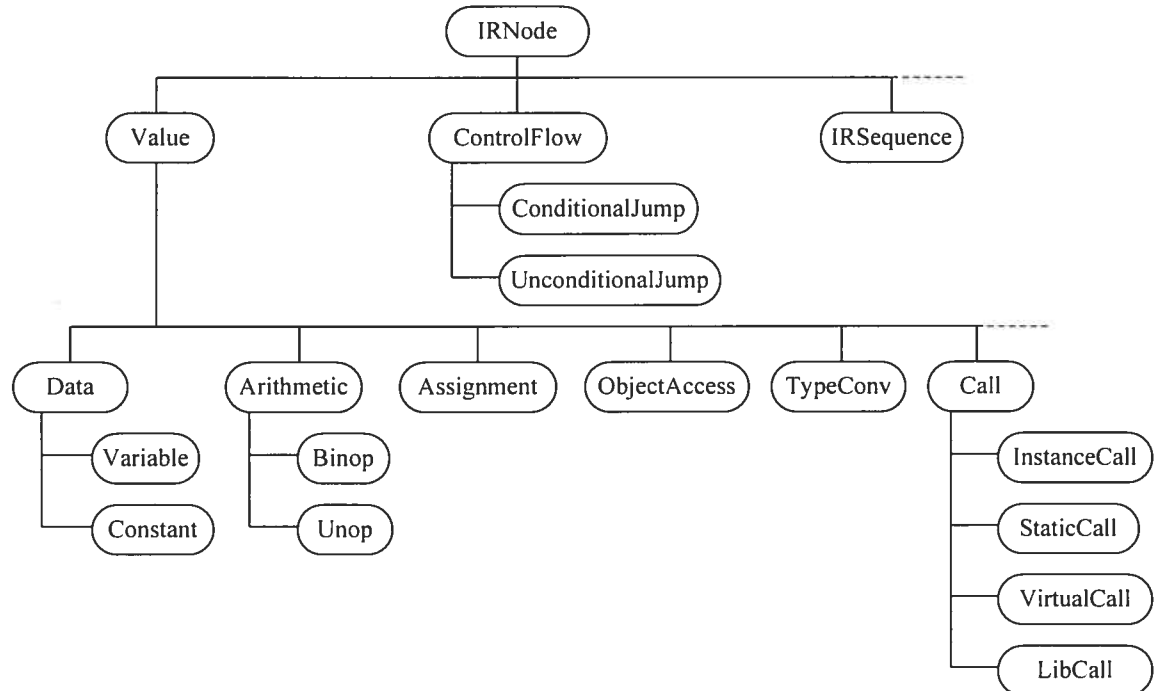 IRNode
Value
ControlFlow
IRSequence
ConditionalJump
UnconditionalJump
Data
Arithmetic
Assignment
ObjectAccess
TypeConv
Call
Variable
Binop
InstanceCall
Constant
Unop
StaticCall
VirtualCall
LibCall